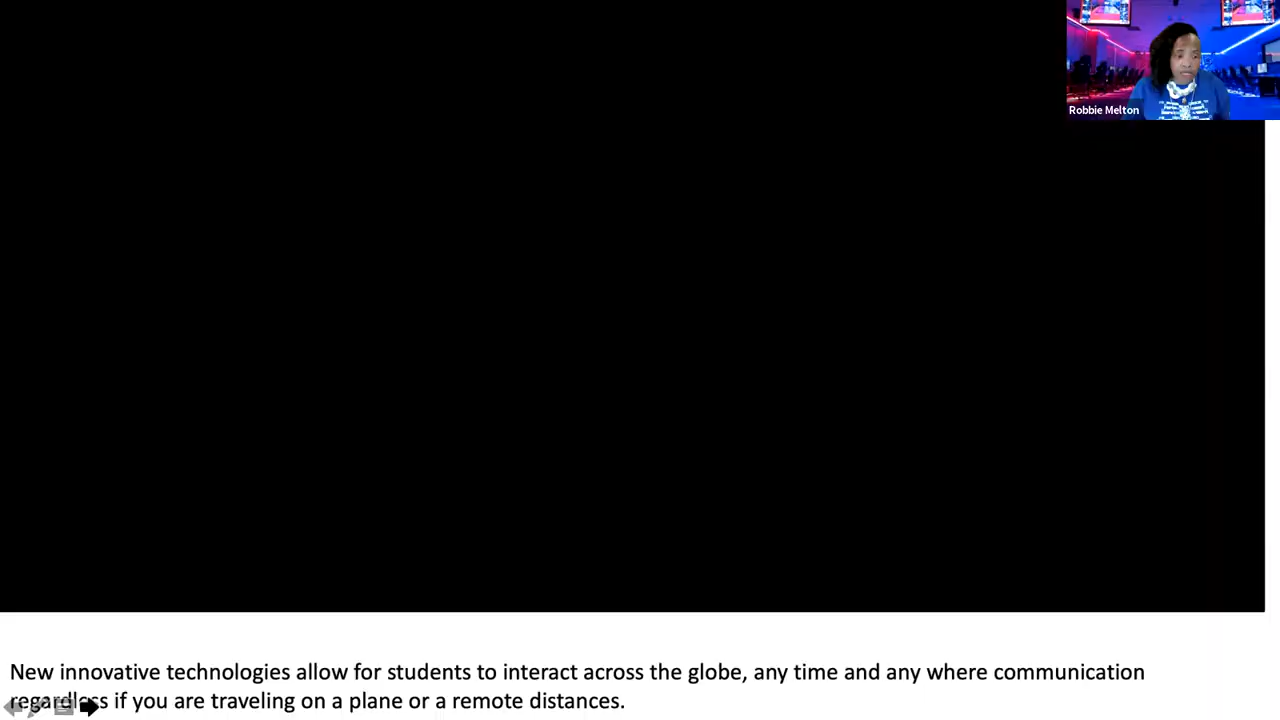 Robbie Melton
New innovative technologies allow for students to interact across the globe, any time and any where communication
regardless if you are traveling on a plane or a remote distances.